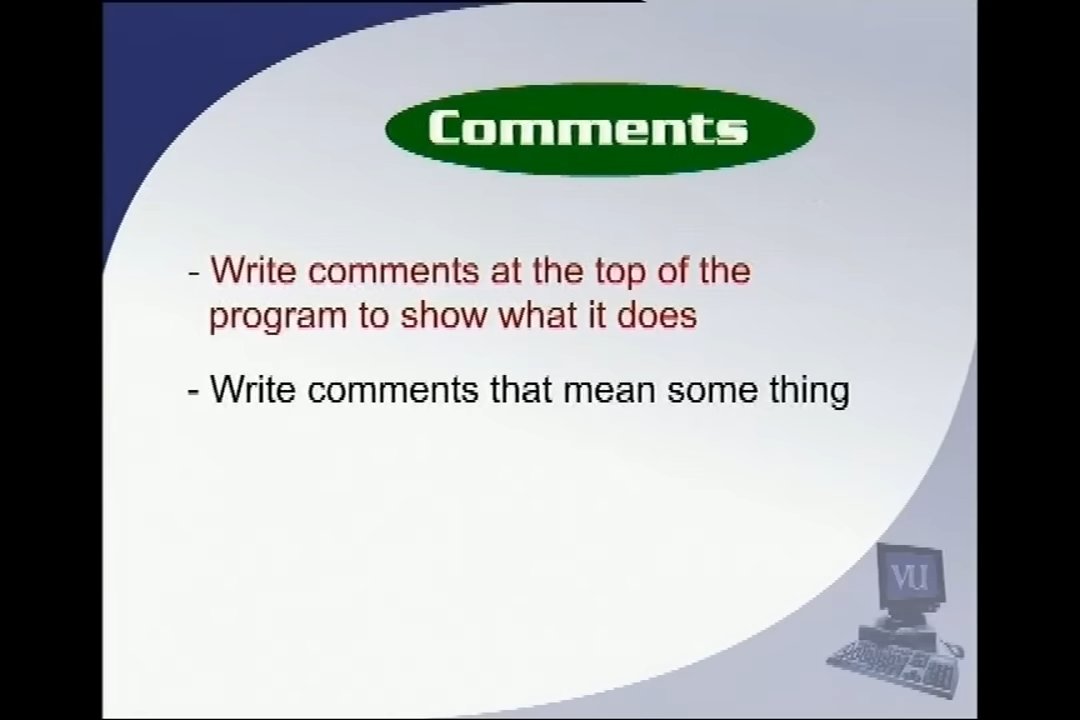 Comments
- Write comments at the top of the
program to show what it does
- Write comments that mean some thing
VU